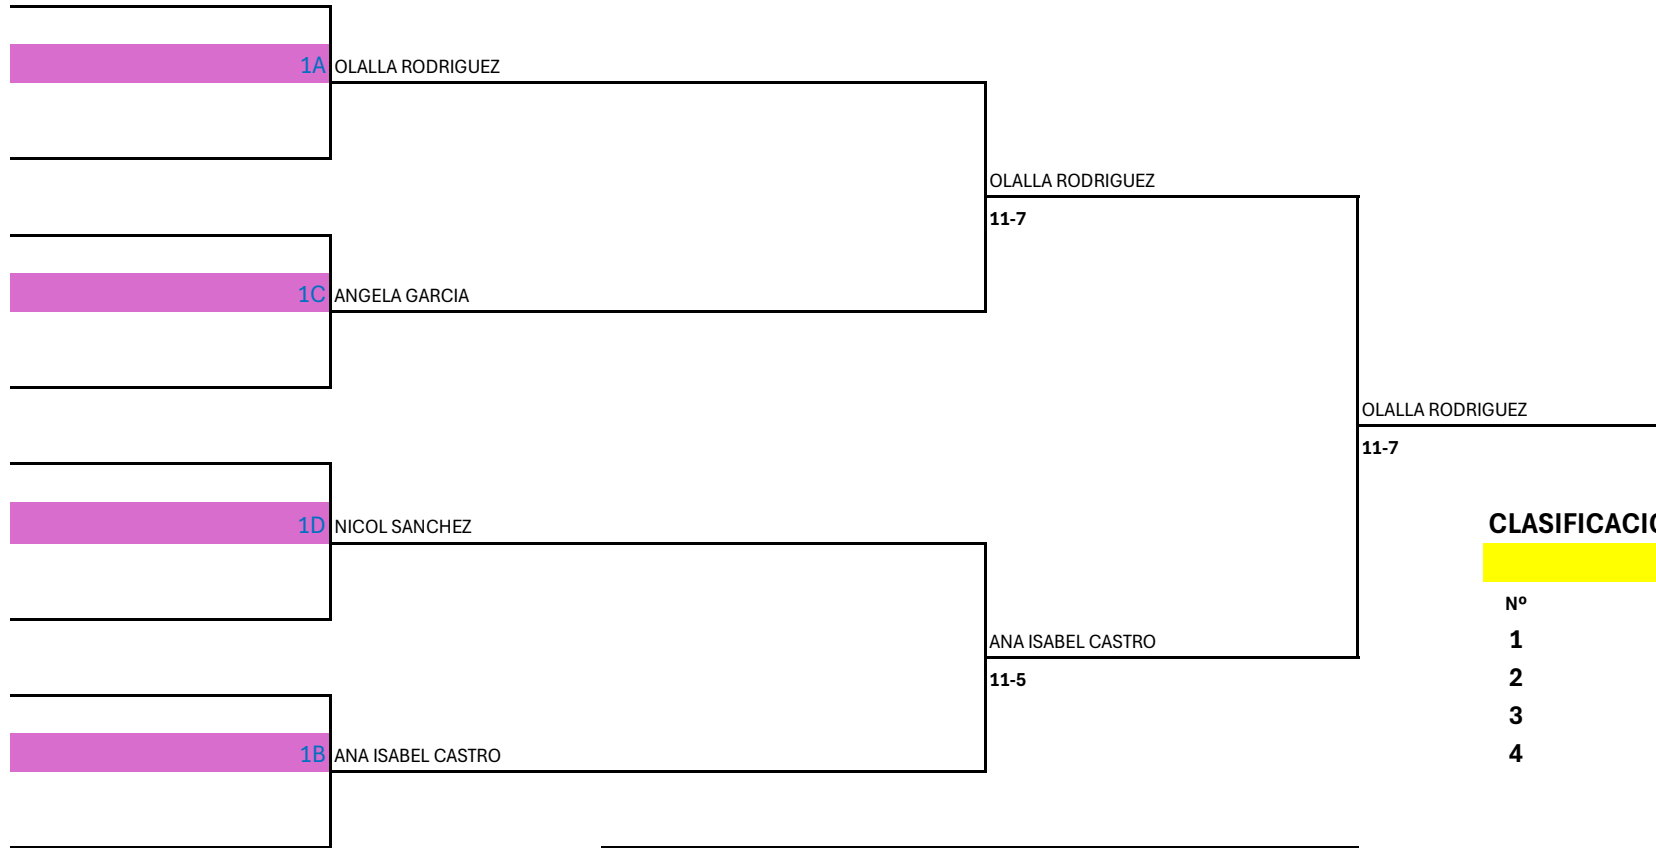 1A OLALLA RODRIGUEZ
OLALLA RODRIGUEZ
11-7
1C ANGELA GARCIA
OLALLA RODRIGUEZ
11-7
1D NICOL SANCHEZ
CLASIFICACI
Nº
ANA ISABEL CASTRO
1
11-5
2
3
1B ANA ISABEL CASTRO
4